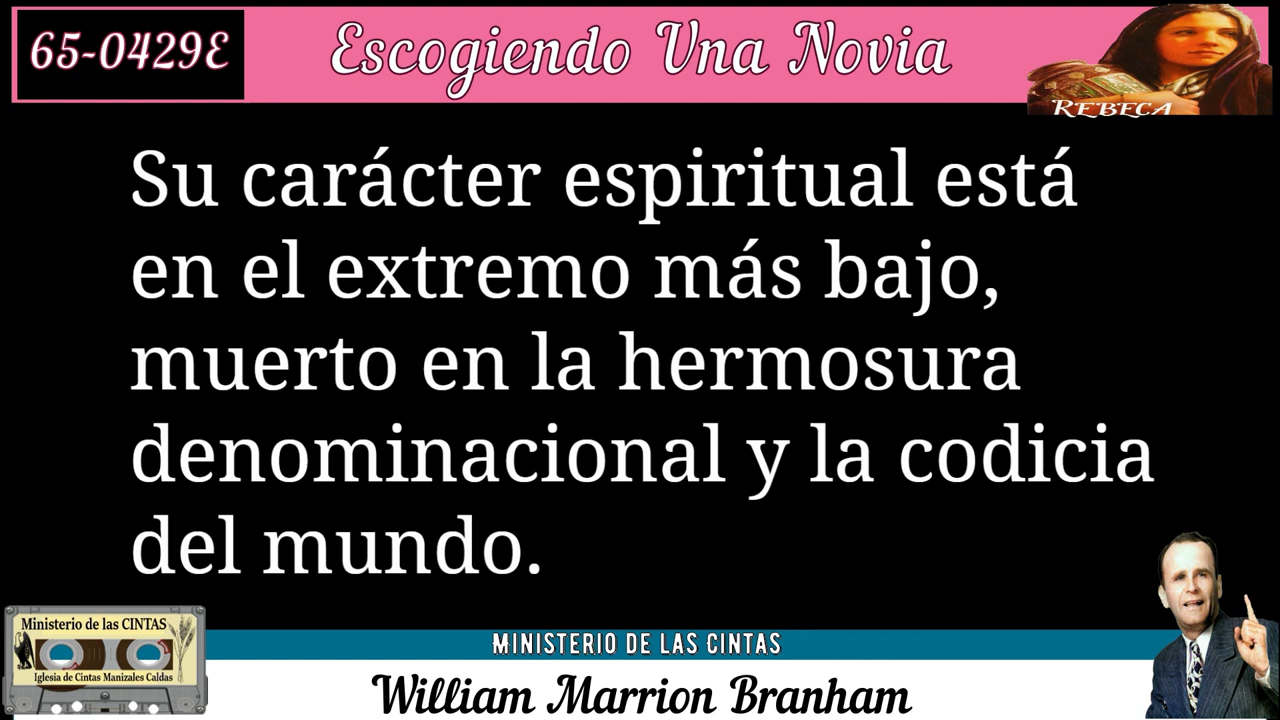 65-0429E
Escogiendo Una Novia
REBECA
Su carácter espiritual está
en el extremo más bajo,
muerto en la hermosura
denominacional y la codicia
del mundo.
Ministerio de las CINTAS
Iglesia de Cintas Manizales Caldas
MINISTERIO DE LAS CINTAS
William Marrion Branham